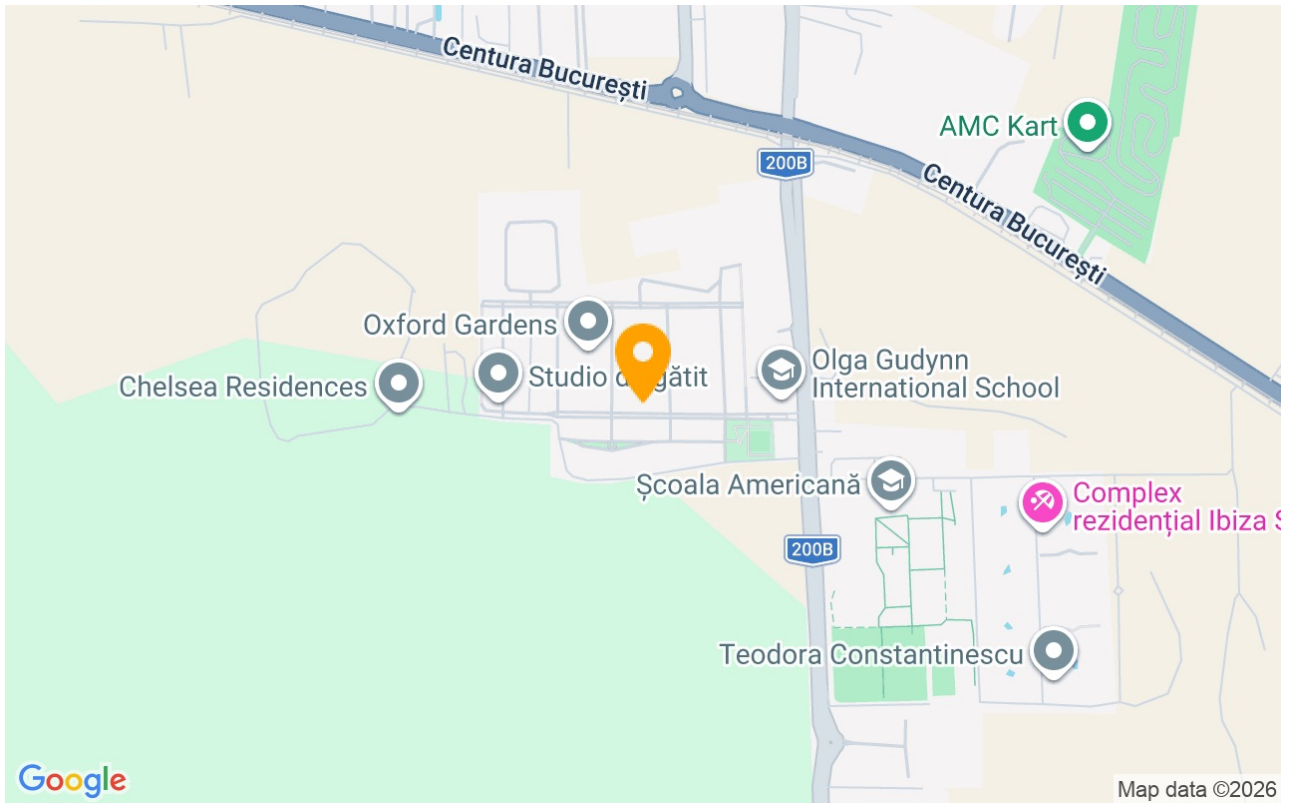 Centura București
AMC Kart
200B
Centura București
Oxford Gardens
Olga Gudynn
International School
Studio d
gătit
Chelsea Residences
Școala Americană
Complex
rezidențial Ibiza S
200B
Teodora Constantinescu
Google
Map data ©2026